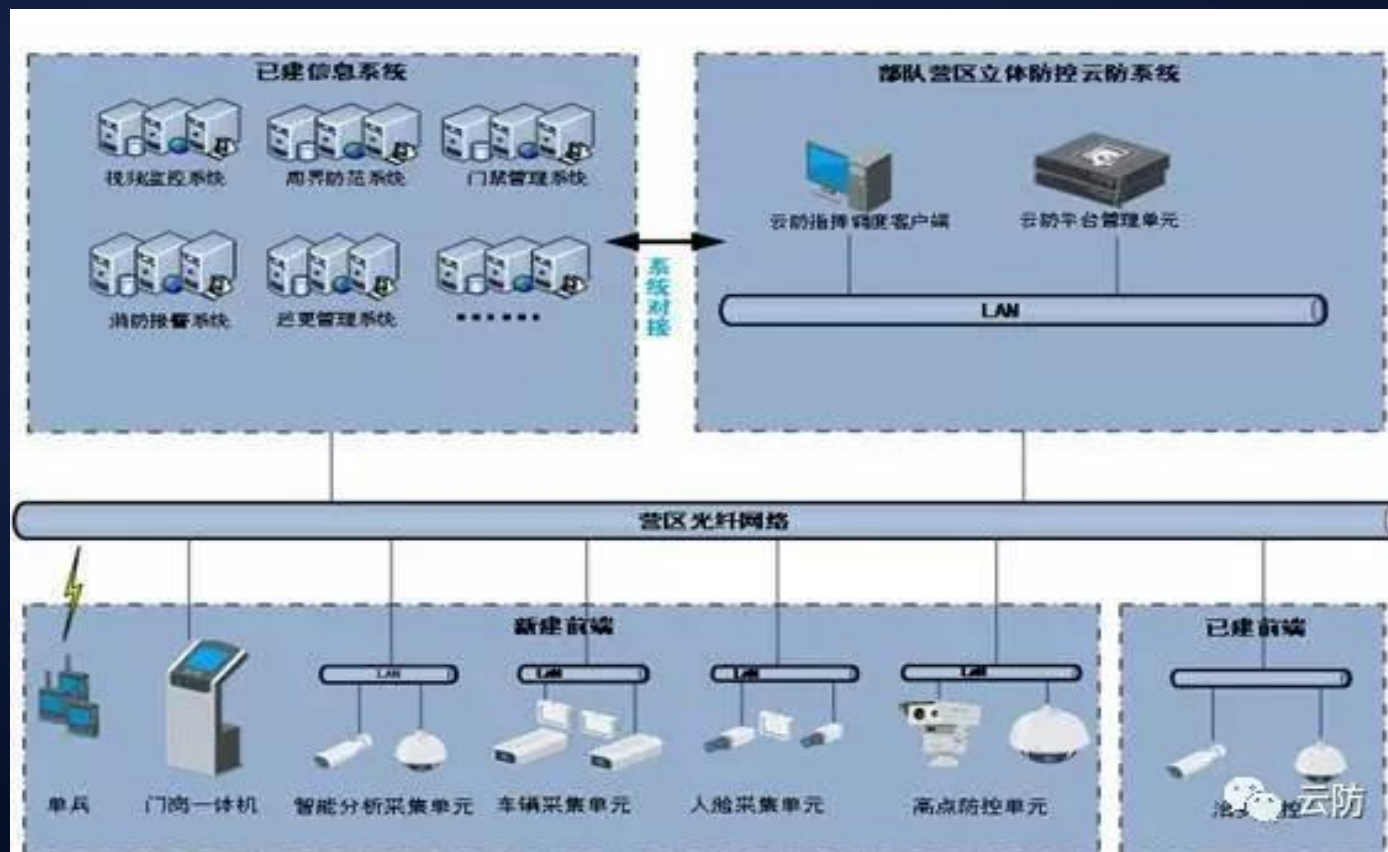 已建信息系统
部队营区立体防控云防系统
视频监控系统
周界防范系统
门禁管理系统
云防指挥调度客户端
云防平台管理单元
消防报警系统
巡更管理系统
......
系统对接
LAN
营区光纤网络
新建前端
已建前端
LAN
LAN
LAN
LAN
单兵
门岗一体机
智能分析采集单元
车辆采集单元
人脸采集单元
高点防控单元
控
云防